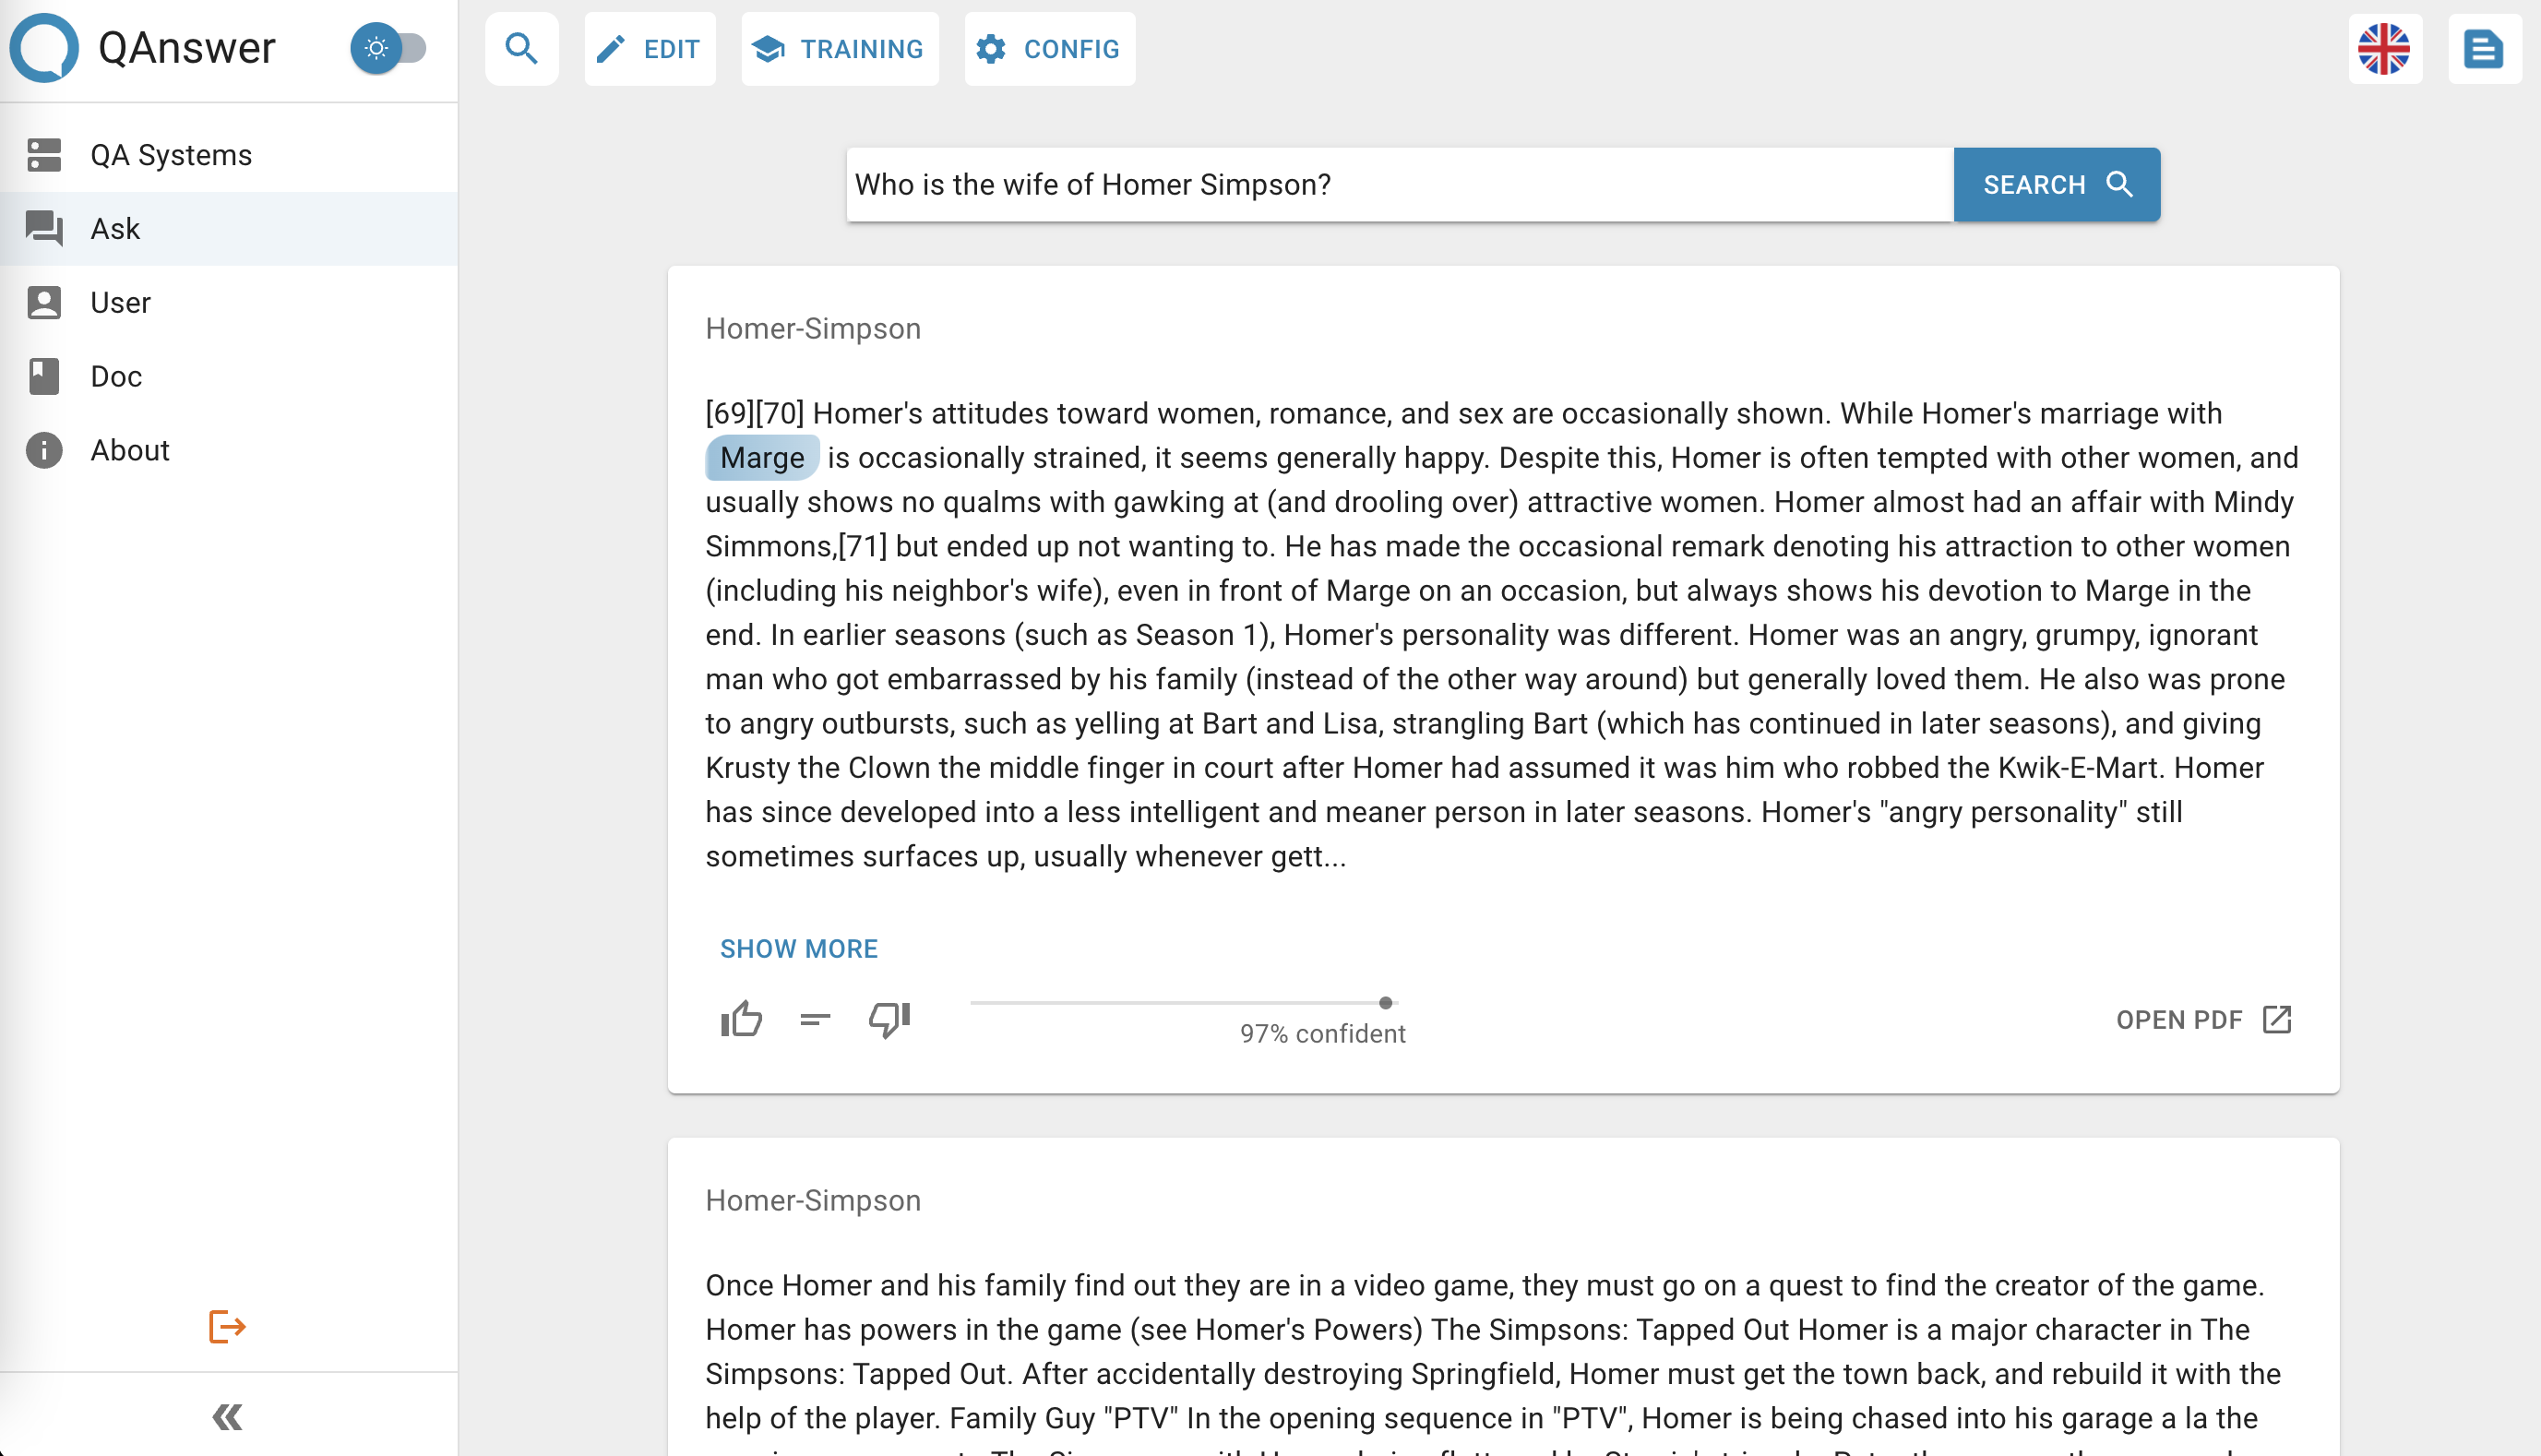 QAnswer
EDIT
TRAINING
CONFIG
QA Systems
Ask
User
Doc
About
Who is the wife of Homer Simpson?
SEARCH
Homer-Simpson
[69][70] Homer's attitudes toward women, romance, and sex are occasionally shown. While Homer's marriage with
Marge is occasionally strained, it seems generally happy. Despite this, Homer is often tempted with other women, and
usually shows no qualms with gawking at (and drooling over) attractive women. Homer almost had an affair with Mindy
Simmons,[71] but ended up not wanting to. He has made the occasional remark denoting his attraction to other women
(including his neighbor's wife), even in front of Marge on an occasion, but always shows his devotion to Marge in the
end. In earlier seasons (such as Season 1), Homer's personality was different. Homer was an angry, grumpy, ignorant
man who got embarrassed by his family (instead of the other way around) but generally loved them. He also was prone
to angry outbursts, such as yelling at Bart and Lisa, strangling Bart (which has continued in later seasons), and giving
Krusty the Clown the middle finger in court after Homer had assumed it was him who robbed the Kwik-E-Mart. Homer
has since developed into a less intelligent and meaner person in later seasons. Homer's "angry personality" still
sometimes surfaces up, usually whenever gett...
SHOW MORE
97% confident
OPEN PDF
Homer-Simpson
Once Homer and his family find out they are in a video game, they must go on a quest to find the creator of the game.
Homer has powers in the game (see Homer's Powers) The Simpsons: Tapped Out Homer is a major character in The
Simpsons: Tapped Out. After accidentally destroying Springfield, Homer must get the town back, and rebuild it with the
help of the player. Family Guy "PTV" In the opening sequence in "PTV", Homer is being chased into his garage a la the